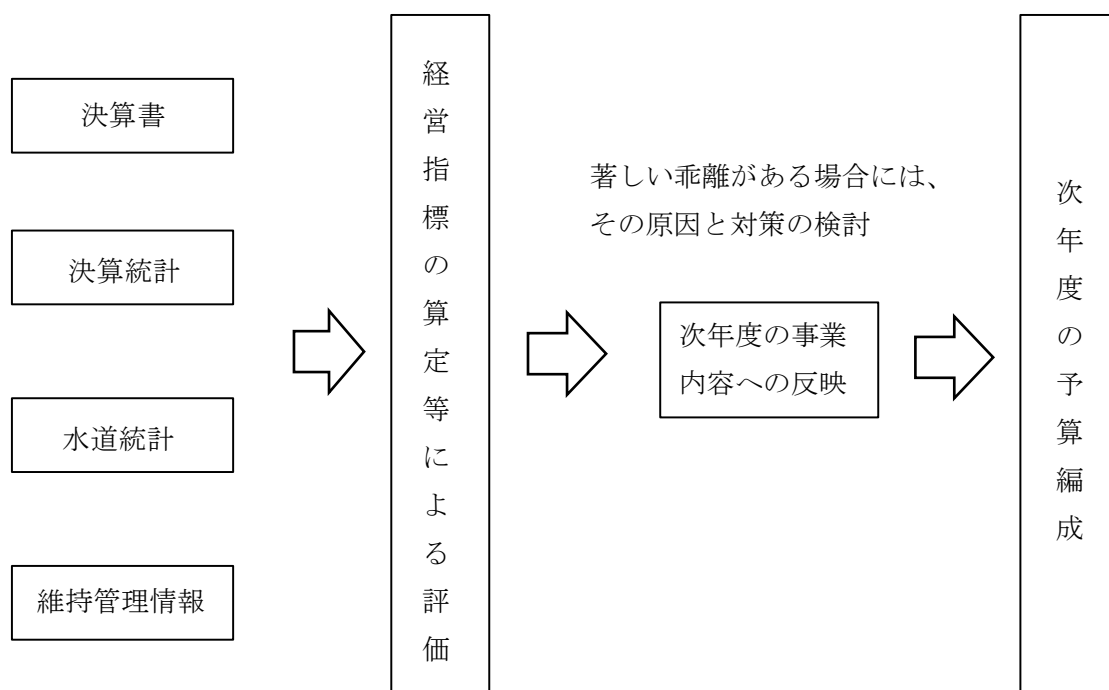 決算書
決算統計
水道統計
維持管理情報
経営指標の算定等による評価
著しい乖離がある場合には、
その原因と対策の検討
次年度の事業
内容への反映
次年度の予算編成